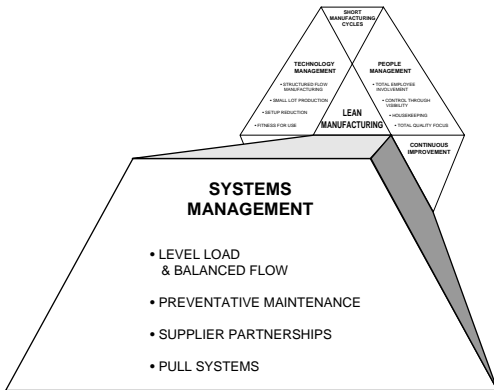 SHORT
MANUFACTURING
CYCLES
TECHNOLOGY
MANAGEMENT
• STRUCTURED FLOW
MANUFACTURING
• SMALL LOT PRODUCTION
• SETUP REDUCTION
• FITNESS FOR USE
PEOPLE
MANAGEMENT
• TOTAL EMPLOYEE
INVOLVEMENT
• CONTROL THROUGH
VISIBILITY
• HOUSEKEEPING
• TOTAL QUALITY FOCUS
LEAN
MANUFACTURING
CONTINUOUS
IMPROVEMENT
SYSTEMS
MANAGEMENT
• LEVEL LOAD
& BALANCED FLOW
• PREVENTATIVE MAINTENANCE
• SUPPLIER PARTNERSHIPS
• PULL SYSTEMS